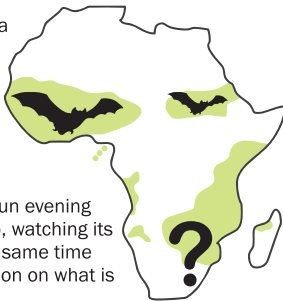 a
un evening
, watching its
same time
on on what is
?